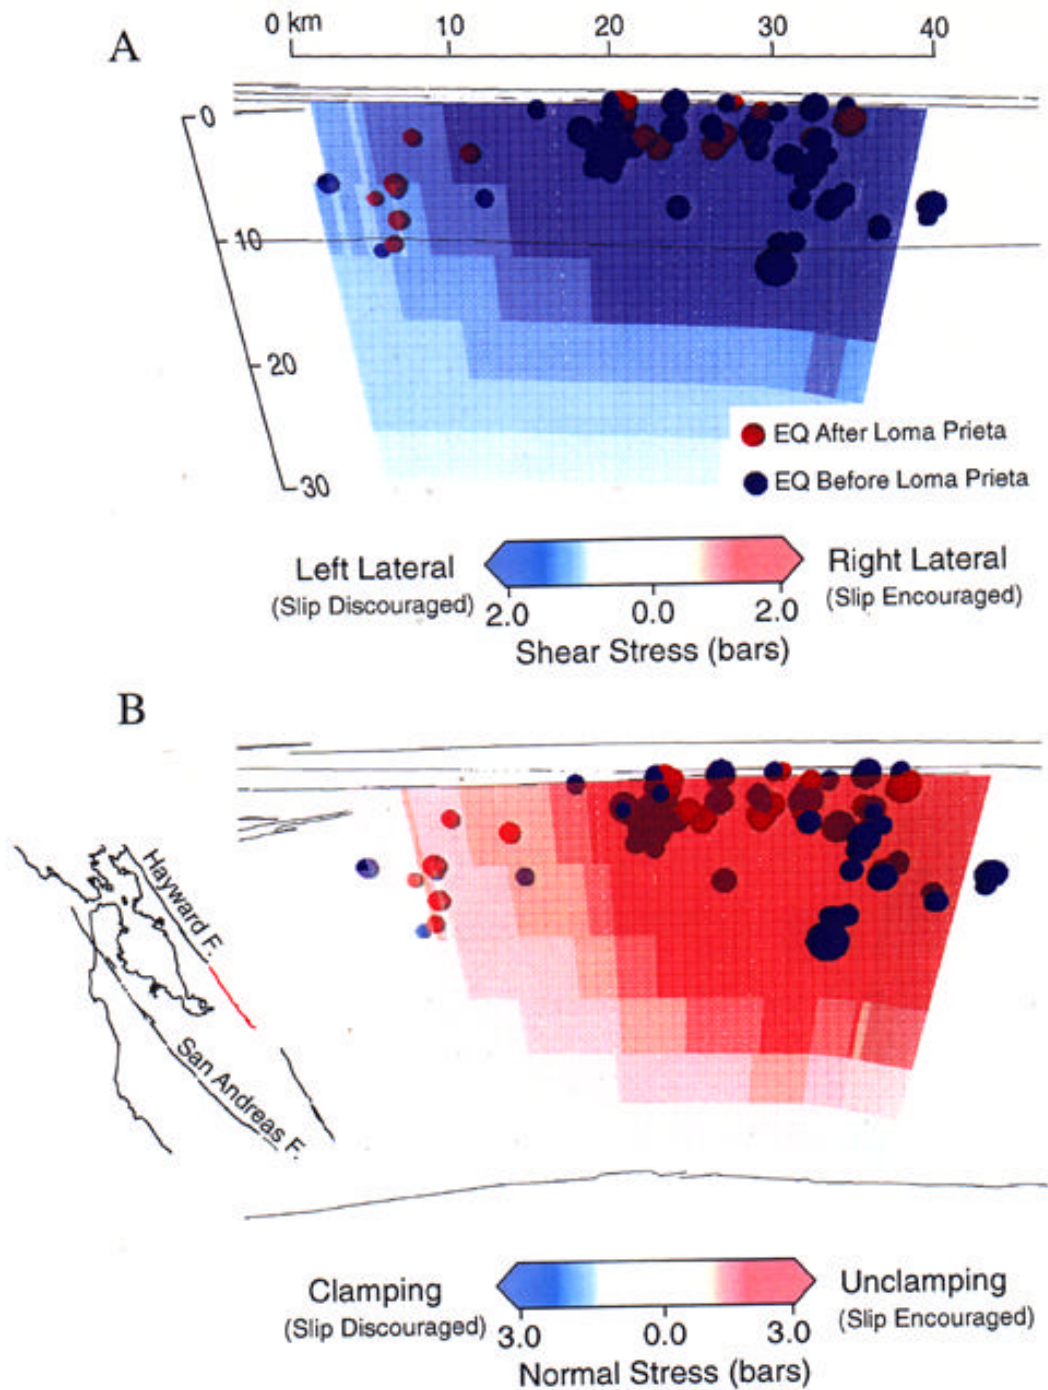 A
0 km 10 20 30 40
0
10
20
30
EQ After Loma Prieta
EQ Before Loma Prieta
Left Lateral
(Slip Discouraged)
Right Lateral
(Slip Encouraged)
2.0 0.0 2.0
Shear Stress (bars)
B
Hayward F.
San Andreas F.
Clamping
(Slip Discouraged)
Unclamping
(Slip Encouraged)
3.0 0.0 3.0
Normal Stress (bars)